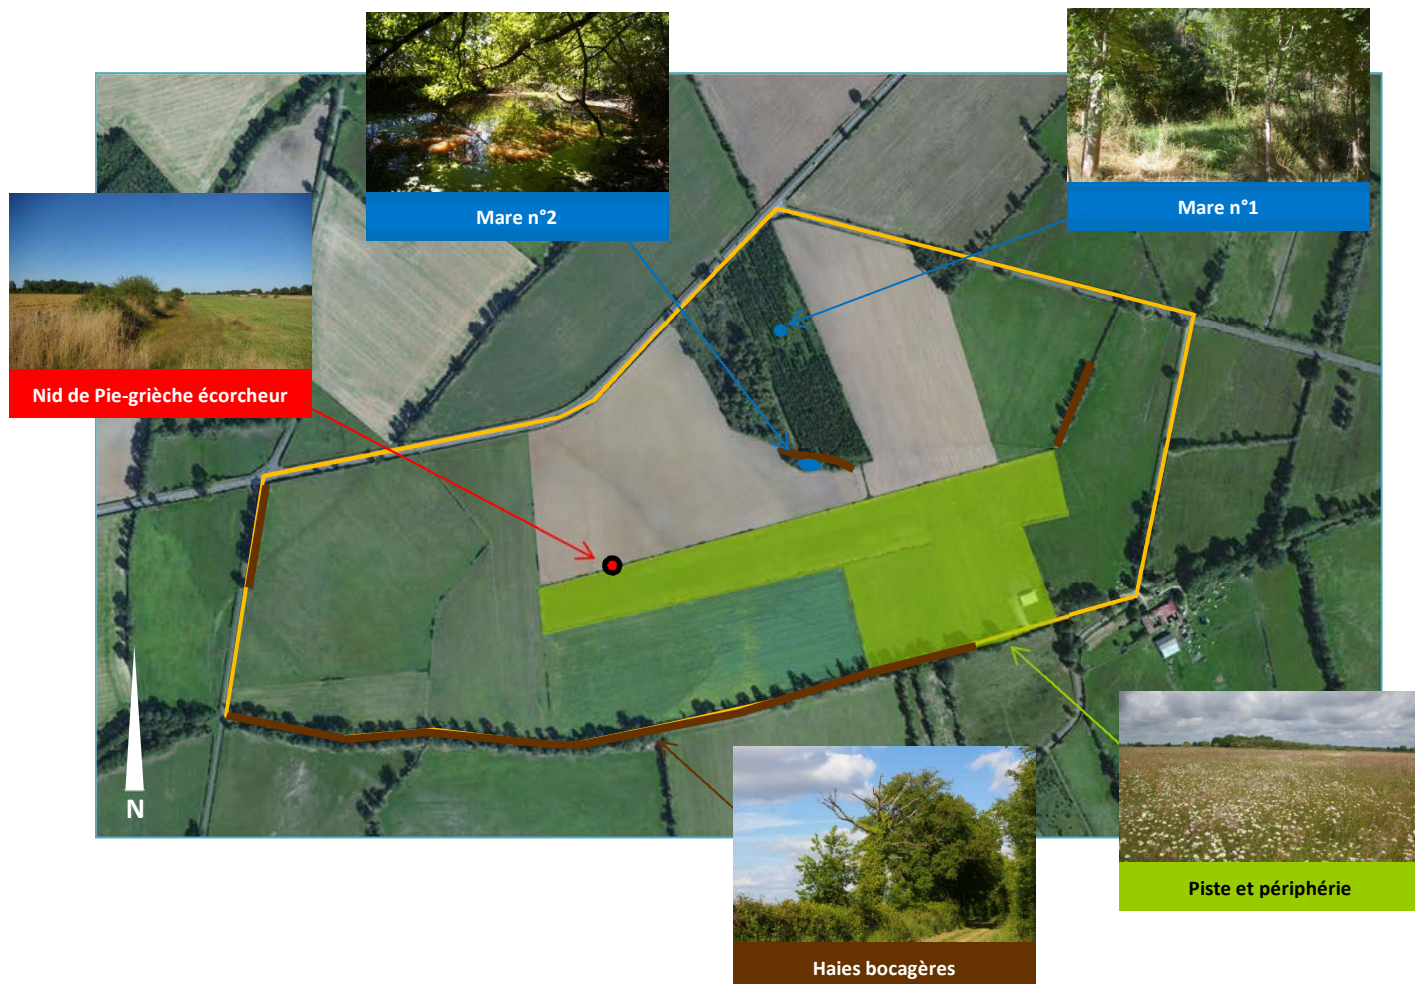 Mare n°2
Mare n°1
Nid de Pie-grièche écorcheur
N
Piste et périphérie
Haies bocagères